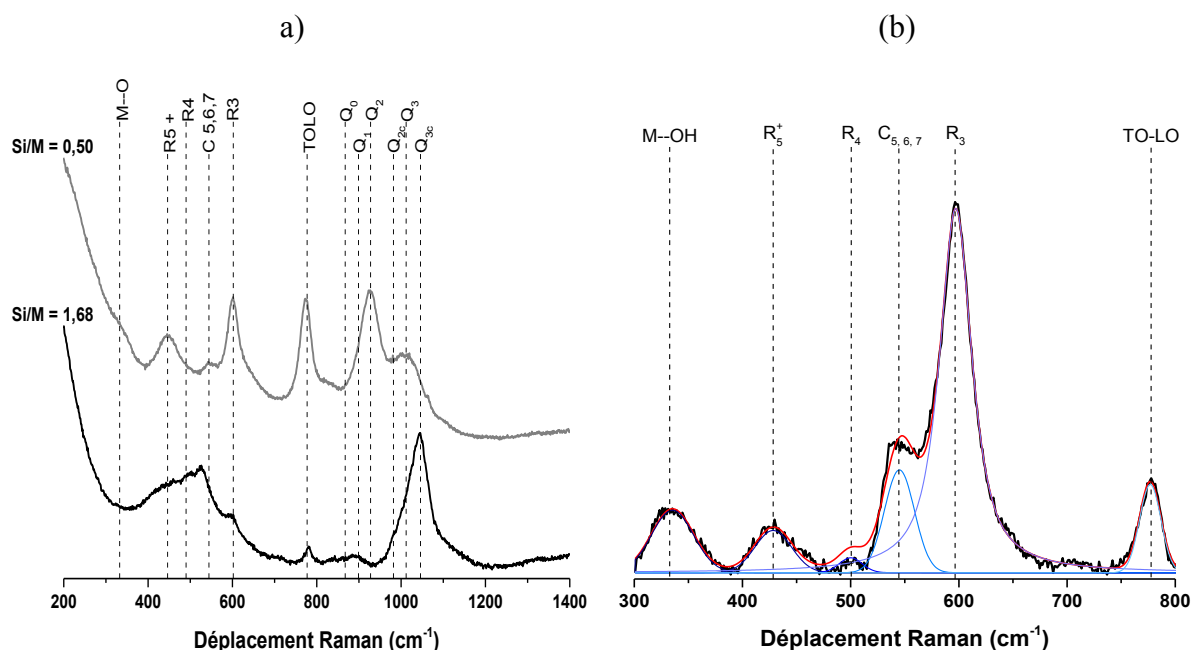 a)
(b)
M--O
R5 +
R4
C 5,6,7
R3
TOLO
Q0
Q1
Q2
Q2c
Q3
Q3c
Si/M = 0,50
Si/M = 1,68
200 400 600 800 1000 1200 1400
Déplacement Raman (cm-1)
M--OH
R5+
R4
C5, 6, 7
R3
TO-LO
300 400 500 600 700 800
Déplacement Raman (cm-1)